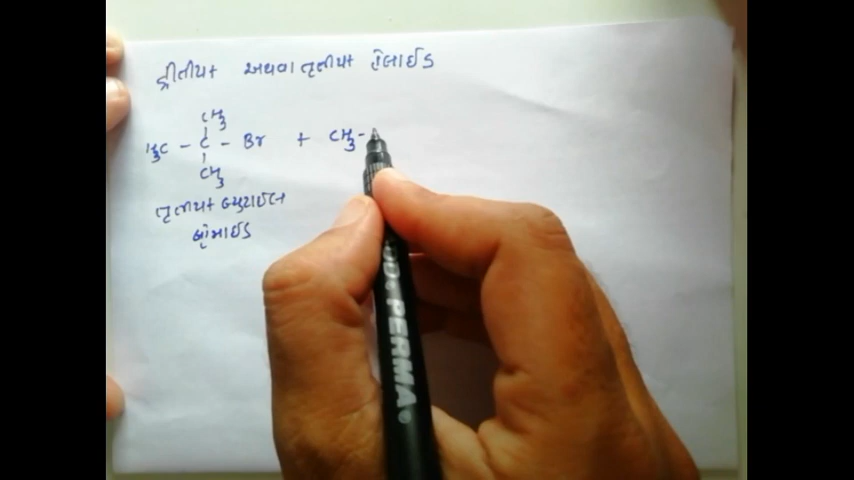 દ્વીતીયક અથવા તૃતીયક હેલાઈડ
CH3
H3C - C - Br + CH3-
CH3
તૃતીયક બ્યુટાઈલ
બ્રોમાઈડ
PERMA